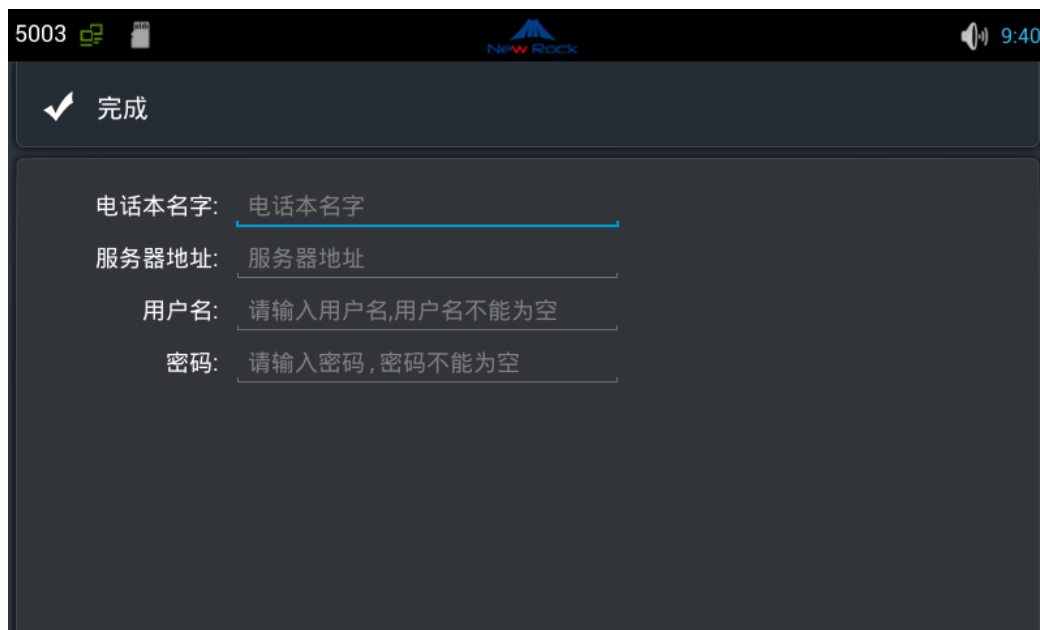 5003
New Rock
9:40
完成
电话本名字: 电话本名字
服务器地址: 服务器地址
用户名: 请输入用户名,用户名不能为空
密码: 请输入密码,密码不能为空